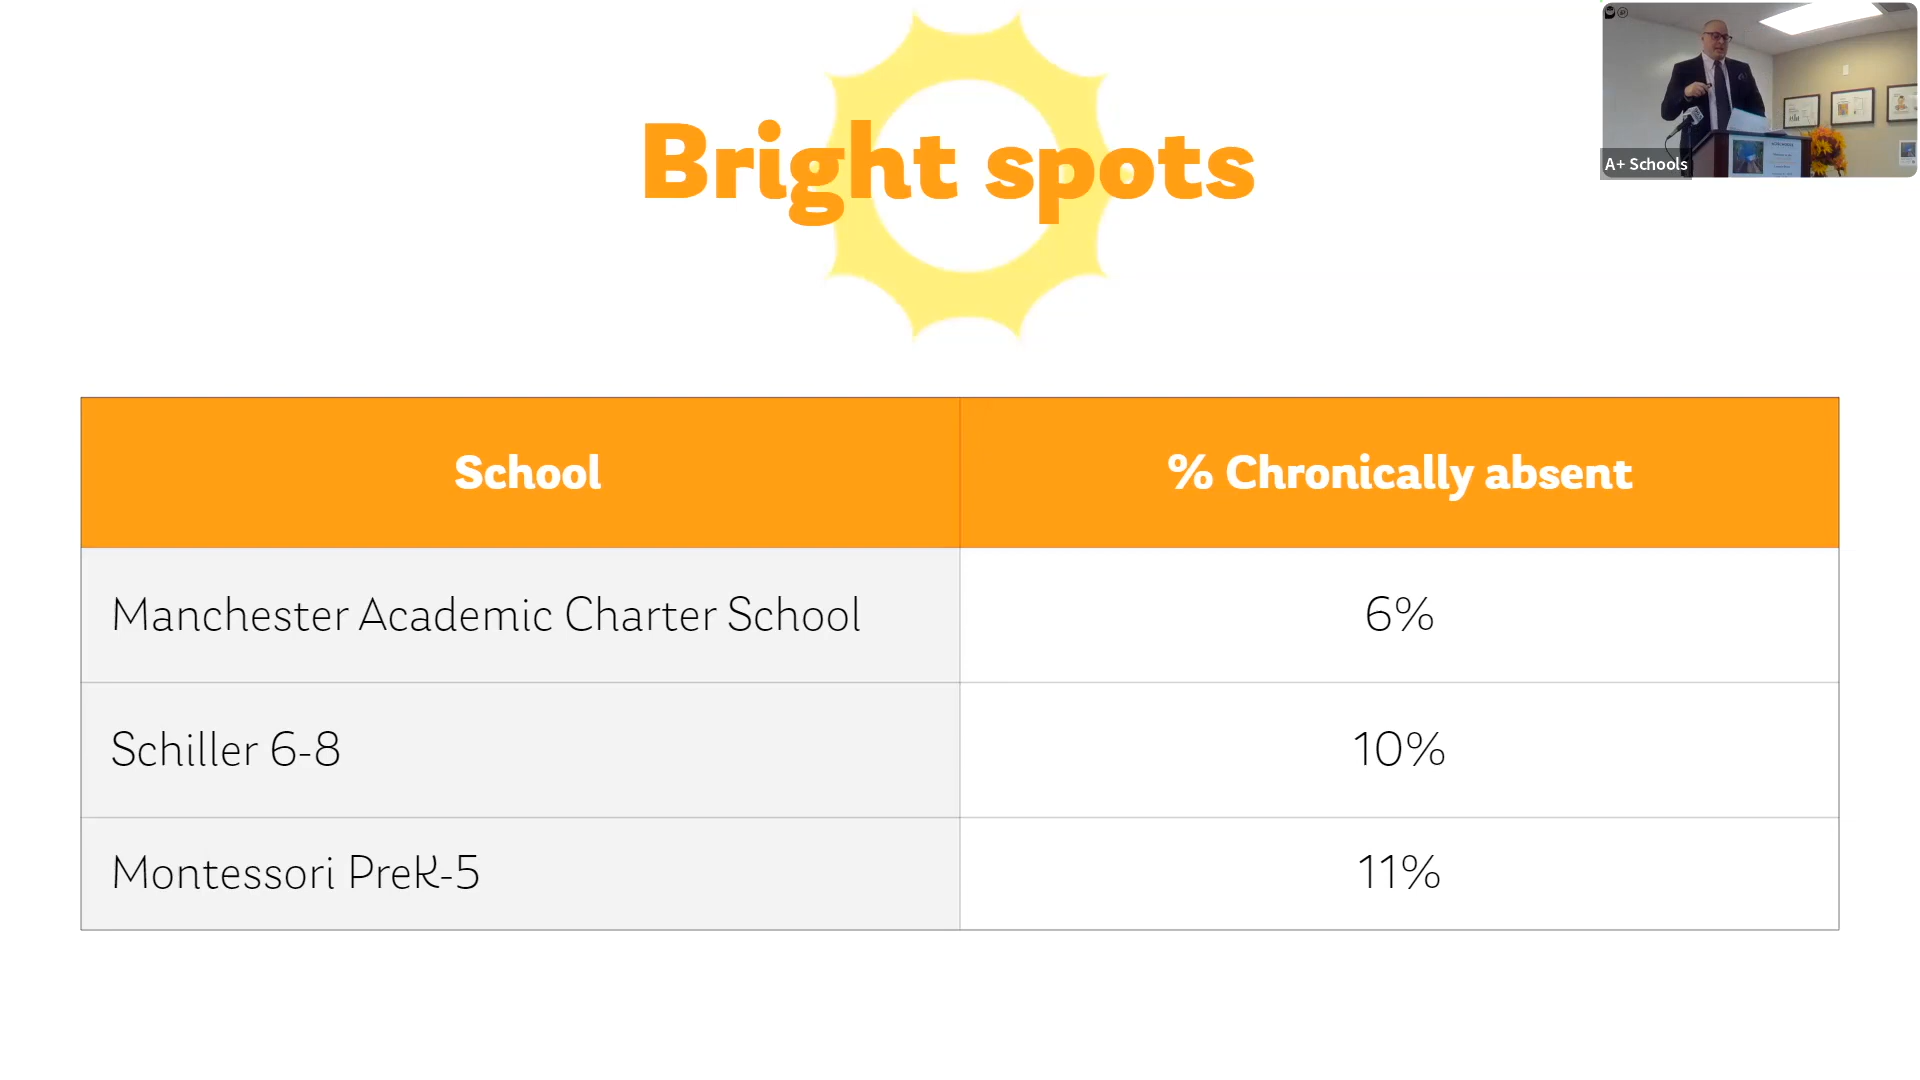 Bright spots
A+ Schools
School
% Chronically absent
Manchester Academic Charter School
6%
Schiller 6-8
10%
Montessori PreK-5
11%